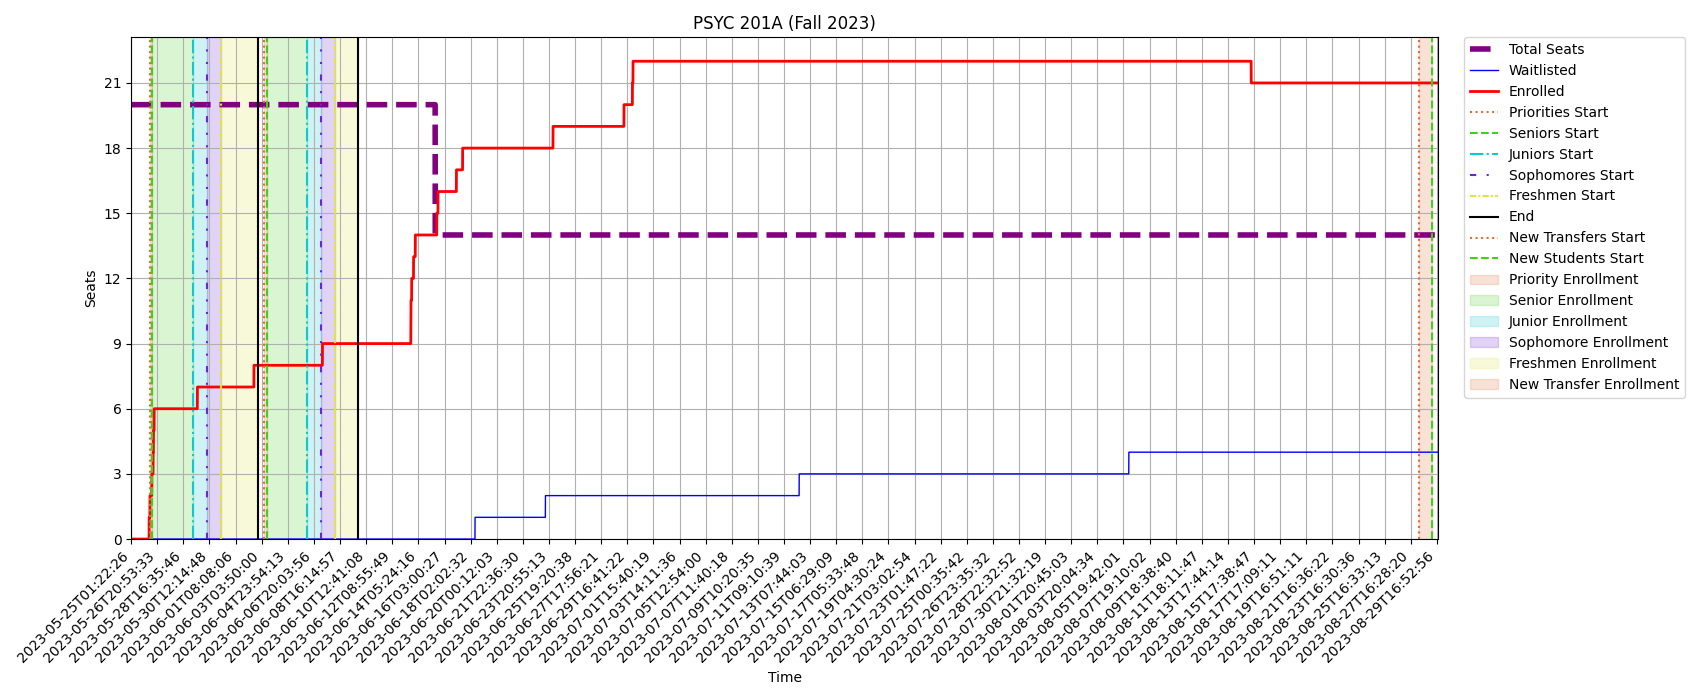 PSYC 201A (Fall 2023)
Seats
21
18
15
12
9
6
3
0
2023-05-25T01:22:26
2023-05-26T20:53:33
2023-05-28T16:35:46
2023-05-30T12:14:48
2023-06-01T08:08:06
2023-06-03T03:50:00
2023-06-04T23:54:13
2023-06-06T20:03:56
2023-06-08T16:14:57
2023-06-10T12:41:08
2023-06-12T08:55:49
2023-06-14T05:24:16
2023-06-16T03:00:27
2023-06-18T02:02:32
2023-06-20T00:12:03
2023-06-21T22:36:30
2023-06-23T20:55:13
2023-06-25T19:20:38
2023-06-27T17:56:21
2023-06-29T16:41:22
2023-07-01T15:40:19
2023-07-03T14:11:36
2023-07-05T12:54:00
2023-07-07T11:40:18
2023-07-09T10:20:35
2023-07-11T09:10:39
2023-07-13T07:44:03
2023-07-15T06:29:09
2023-07-17T05:33:48
2023-07-19T04:30:24
2023-07-21T03:02:54
2023-07-23T01:47:22
2023-07-25T00:35:42
2023-07-26T23:35:32
2023-07-28T22:32:52
2023-07-30T21:32:19
2023-08-01T20:45:03
2023-08-03T20:04:34
2023-08-05T19:42:01
2023-08-07T19:10:02
2023-08-09T18:38:40
2023-08-11T18:11:47
2023-08-13T17:44:14
2023-08-15T17:38:47
2023-08-17T17:09:11
2023-08-19T16:51:11
2023-08-21T16:36:22
2023-08-23T16:30:36
2023-08-25T16:33:13
2023-08-27T16:28:20
2023-08-29T16:52:56
Time
Total Seats
Waitlisted
Enrolled
Priorities Start
Seniors Start
Juniors Start
Sophomores Start
Freshmen Start
End
New Transfers Start
New Students Start
Priority Enrollment
Senior Enrollment
Junior Enrollment
Sophomore Enrollment
Freshmen Enrollment
New Transfer Enrollment